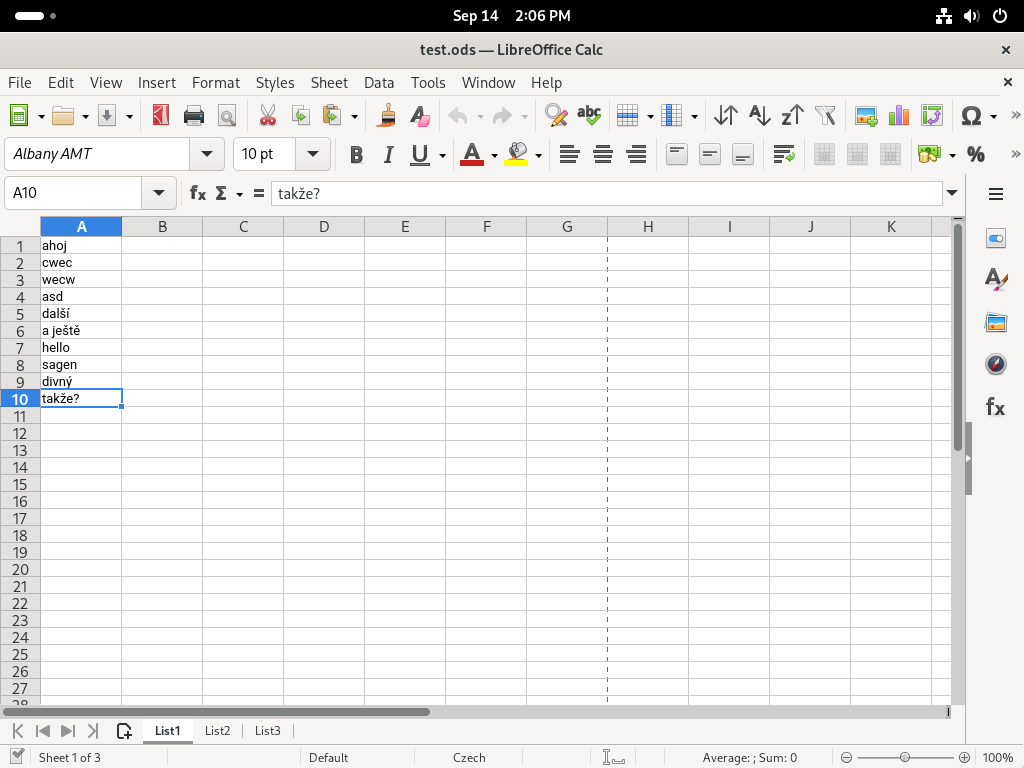 Sep 14 2:06 PM
test.ods — LibreOffice Calc
File Edit View Insert Format Styles Sheet Data Tools Window Help
Albany AMT 10 pt
A10 takže?
A B C D E F G H I J K
1 ahoj
2 cwec
3 wecw
4 asd
5 další
6 a ještě
7 hello
8 sagen
9 divný
10 takže?
11
12
13
14
15
16
17
18
19
20
21
22
23
24
25
26
27
28
List1 List2 List3
Sheet 1 of 3 Default Czech Average: ; Sum: 0 100%